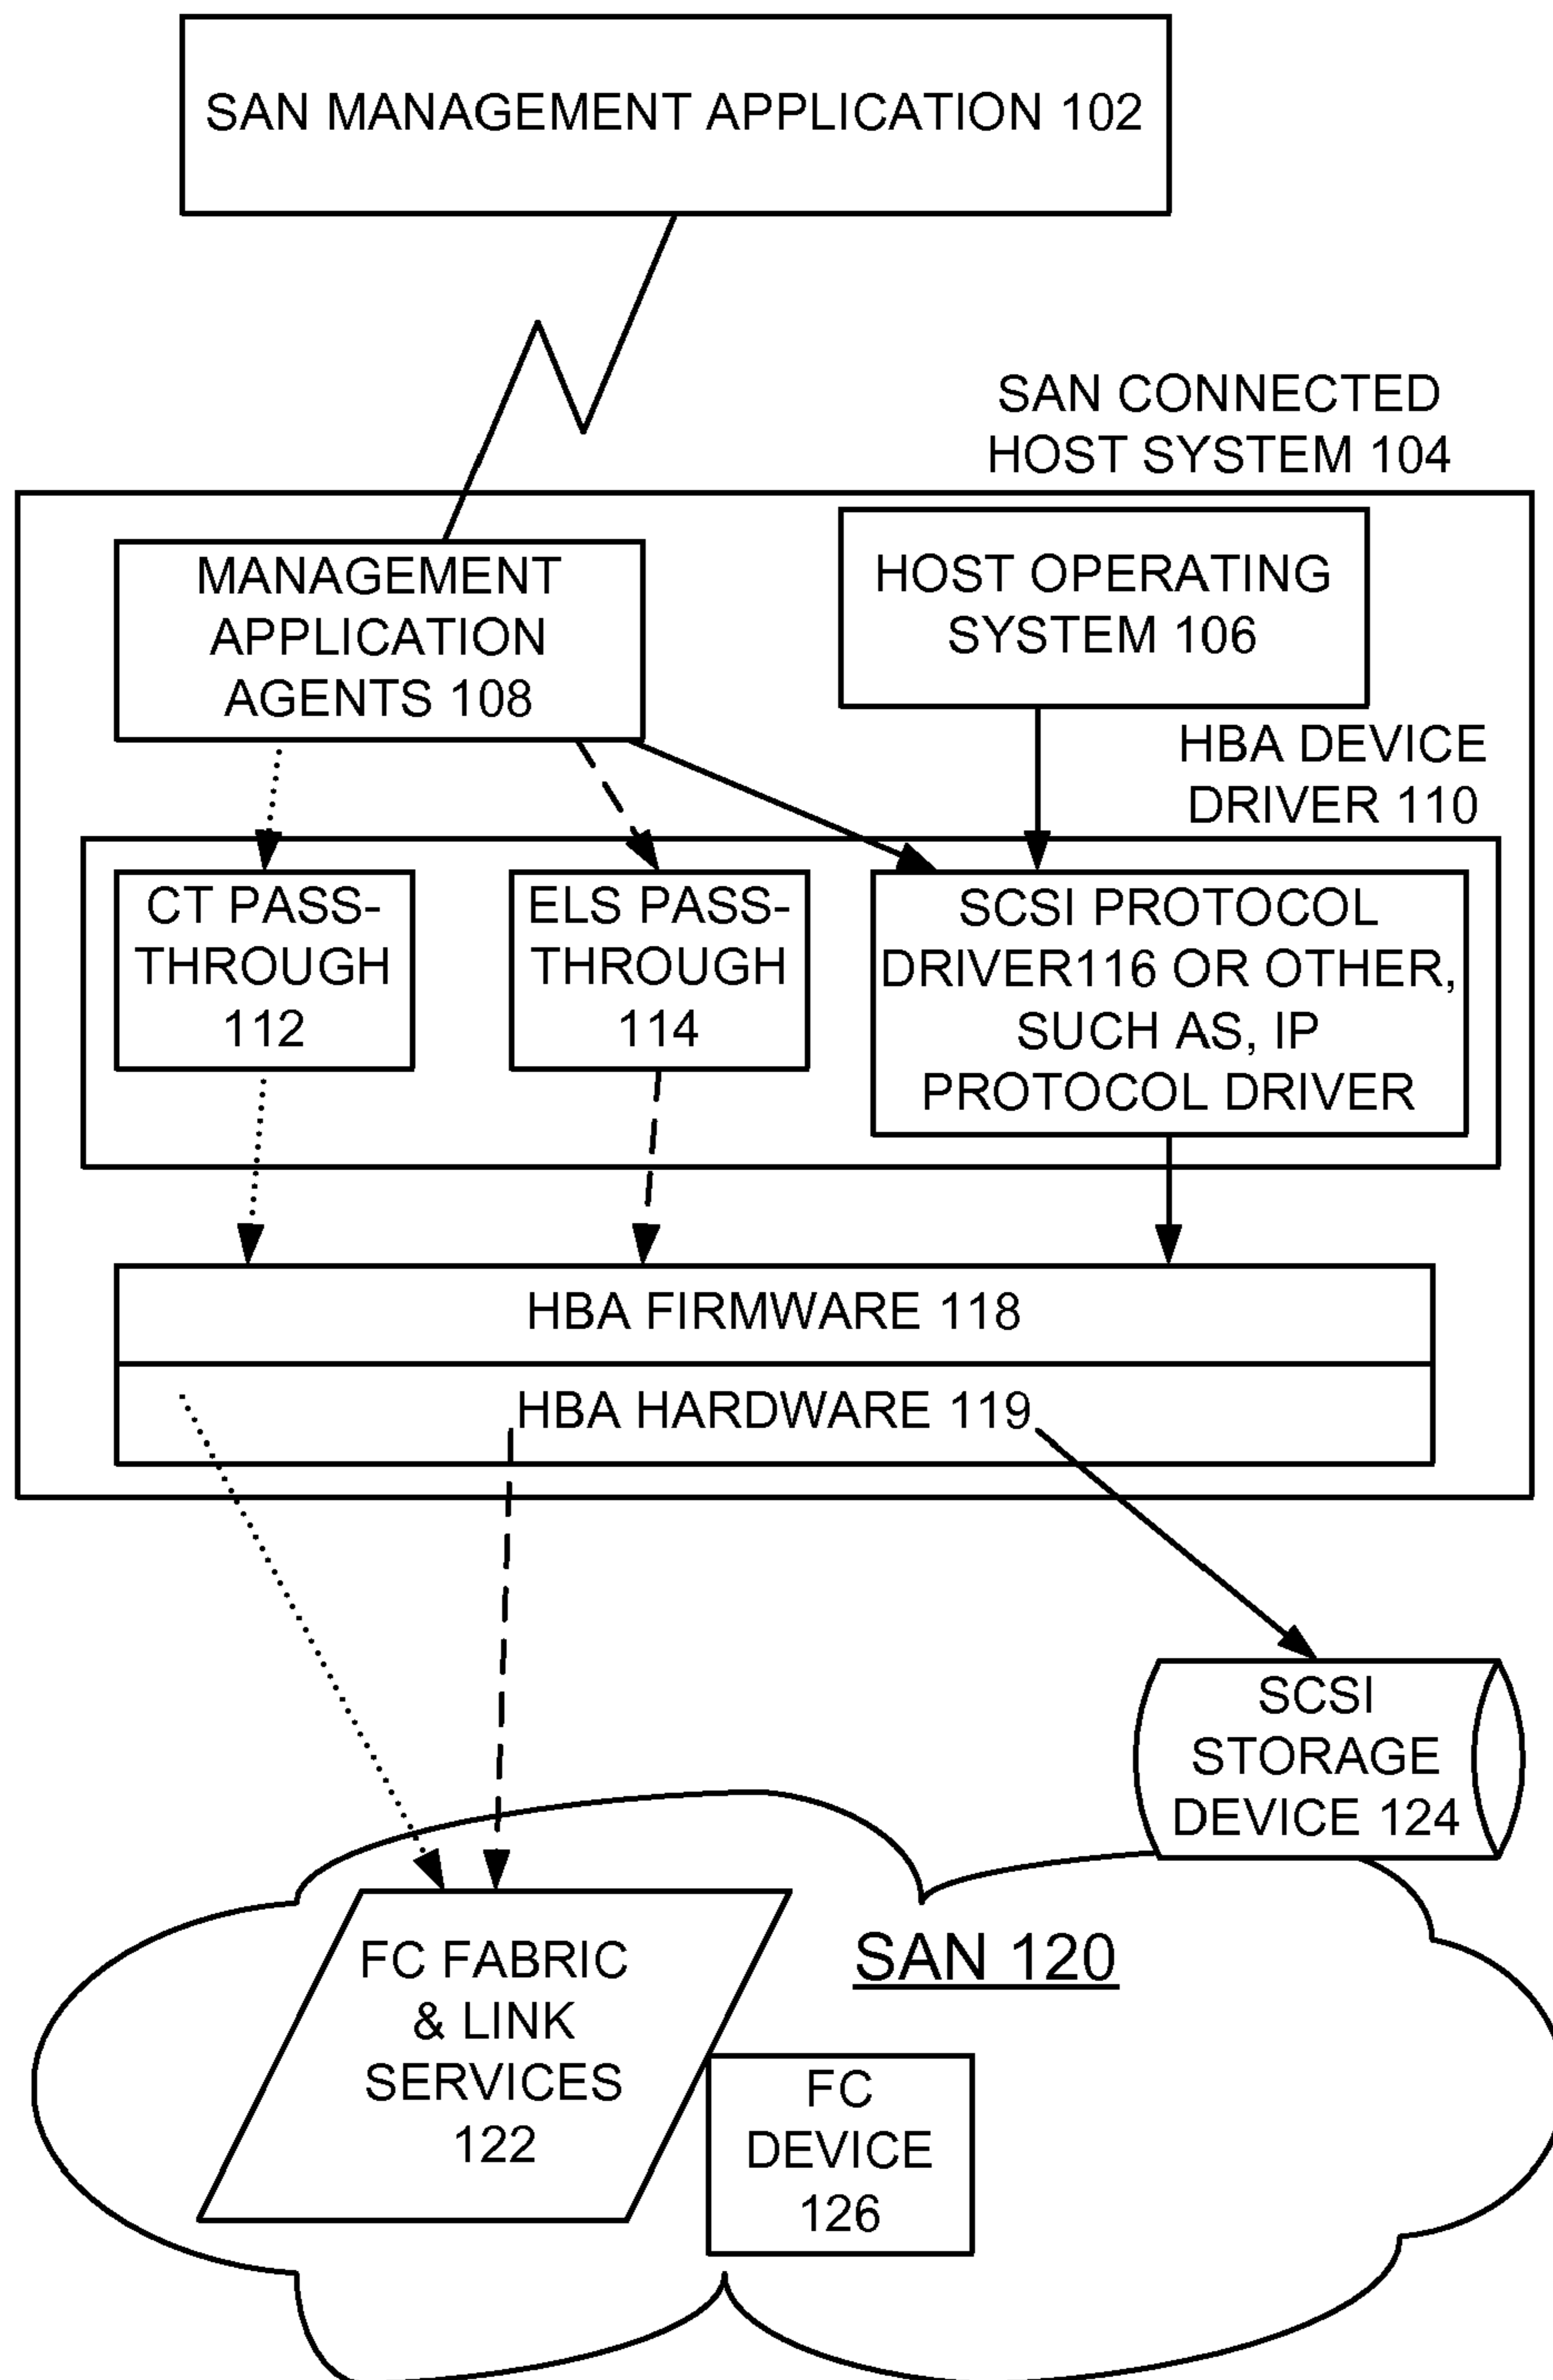 SAN MANAGEMENT APPLICATION 102
SAN CONNECTED
HOST SYSTEM 104
MANAGEMENT
APPLICATION
AGENTS 108
HOST OPERATING
SYSTEM 106
HBA DEVICE
DRIVER 110
CT PASS-
THROUGH
112
ELS PASS-
THROUGH
114
SCSI PROTOCOL
DRIVER116 OR OTHER,
SUCH AS, IP
PROTOCOL DRIVER
HBA FIRMWARE 118
HBA HARDWARE 119
SCSI
STORAGE
DEVICE 124
SAN 120
FC FABRIC
& LINK
SERVICES
122
FC
DEVICE
126